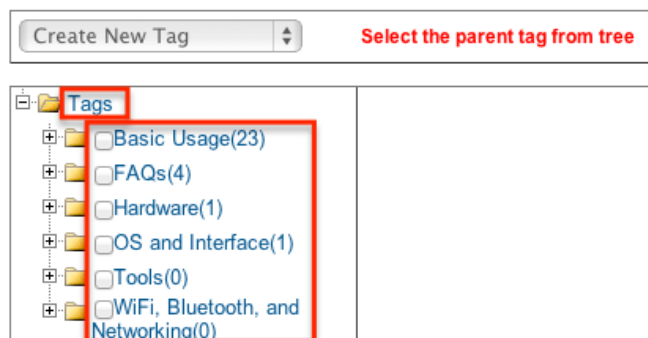 Create New Tag
Select the parent tag from tree
Tags
Basic Usage(23)
FAQs(4)
Hardware(1)
OS and Interface(1)
Tools(0)
WiFi, Bluetooth, and
Networking(0)